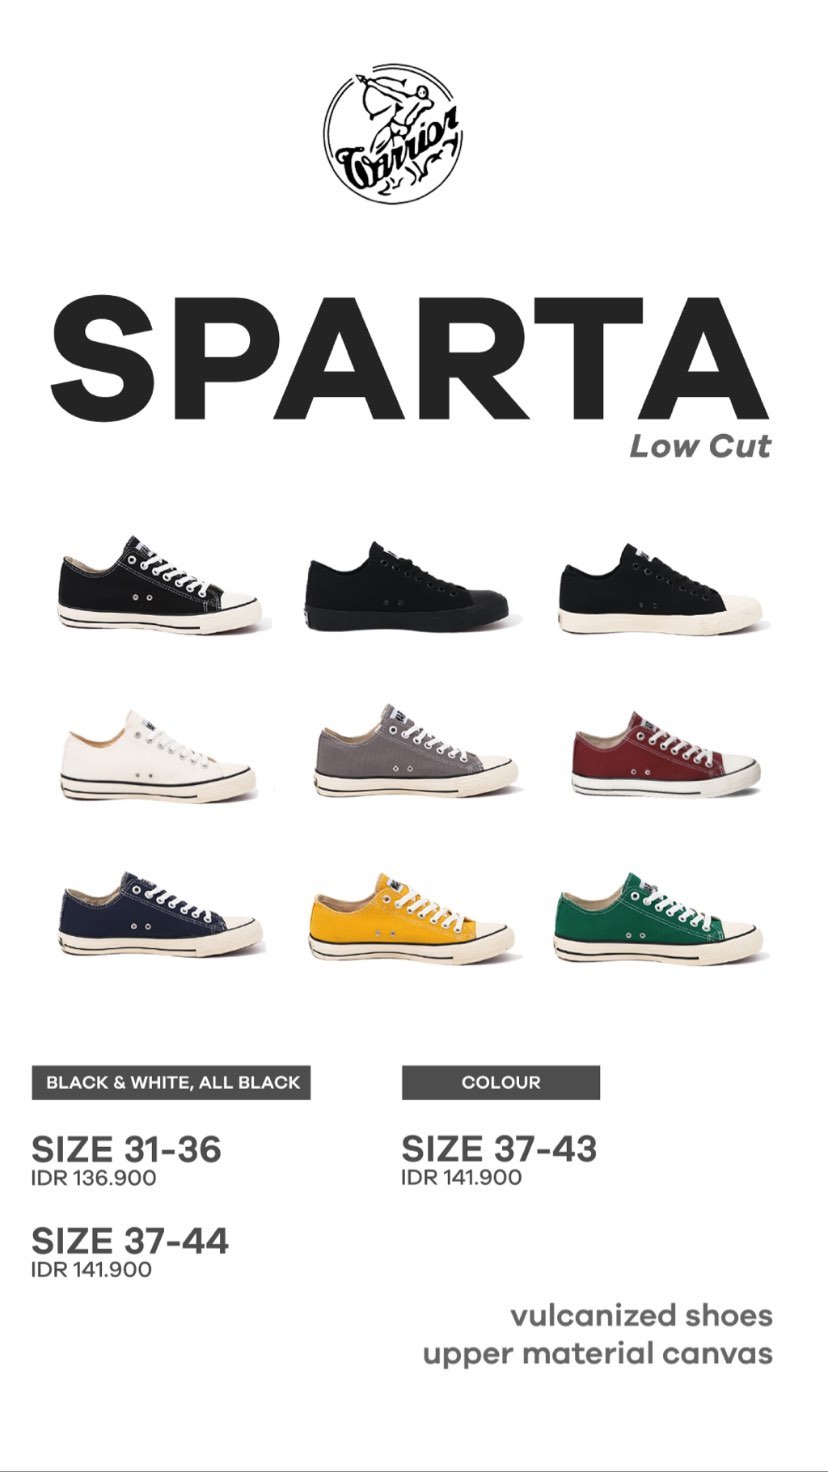 Warrior
SPARTA
Low Cut
BLACK & WHITE, ALL BLACK
SIZE 31-36
IDR 136.900
SIZE 37-44
IDR 141.900
COLOUR
SIZE 37-43
IDR 141.900
vulcanized shoes
upper material canvas